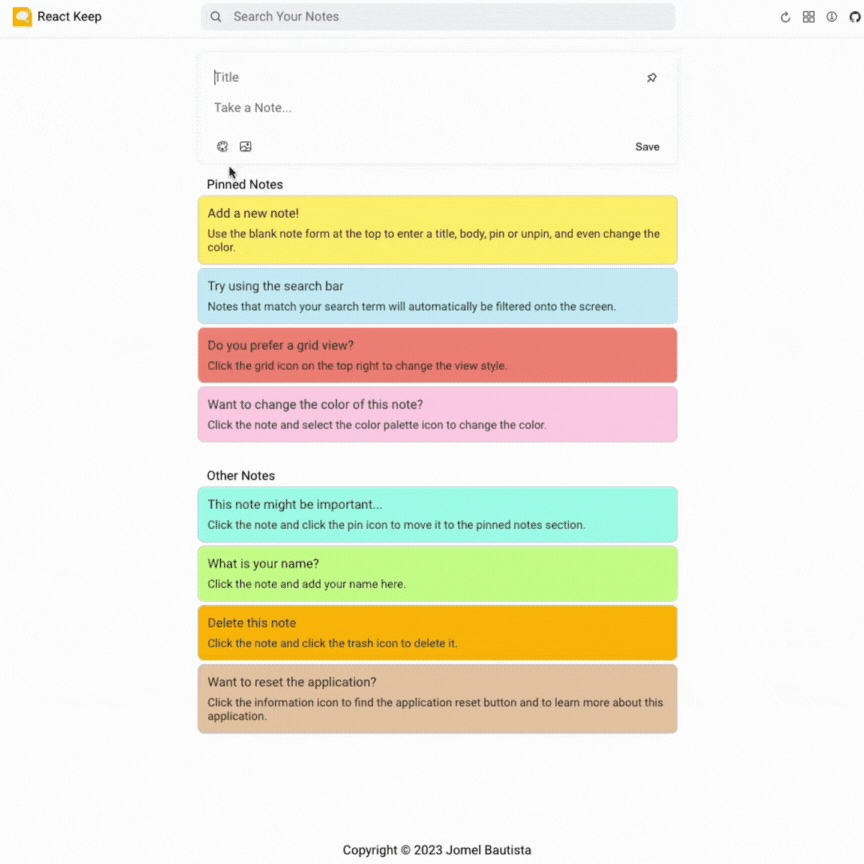 React Keep
Search Your Notes
Title
Take a Note...
Save
Pinned Notes
Add a new note!
Use the blank note form at the top to enter a title, body, pin or unpin, and even change the
color.
Try using the search bar
Notes that match your search term will automatically be filtered onto the screen.
Do you prefer a grid view?
Click the grid icon on the top right to change the view style.
Want to change the color of this note?
Click the note and select the color palette icon to change the color.
Other Notes
This note might be important...
Click the note and click the pin icon to move it to the pinned notes section.
What is your name?
Click the note and add your name here.
Delete this note
Click the note and click the trash icon to delete it.
Want to reset the application?
Click the information icon to find the application reset button and to learn more about this
application.
Copyright © 2023 Jomel Bautista